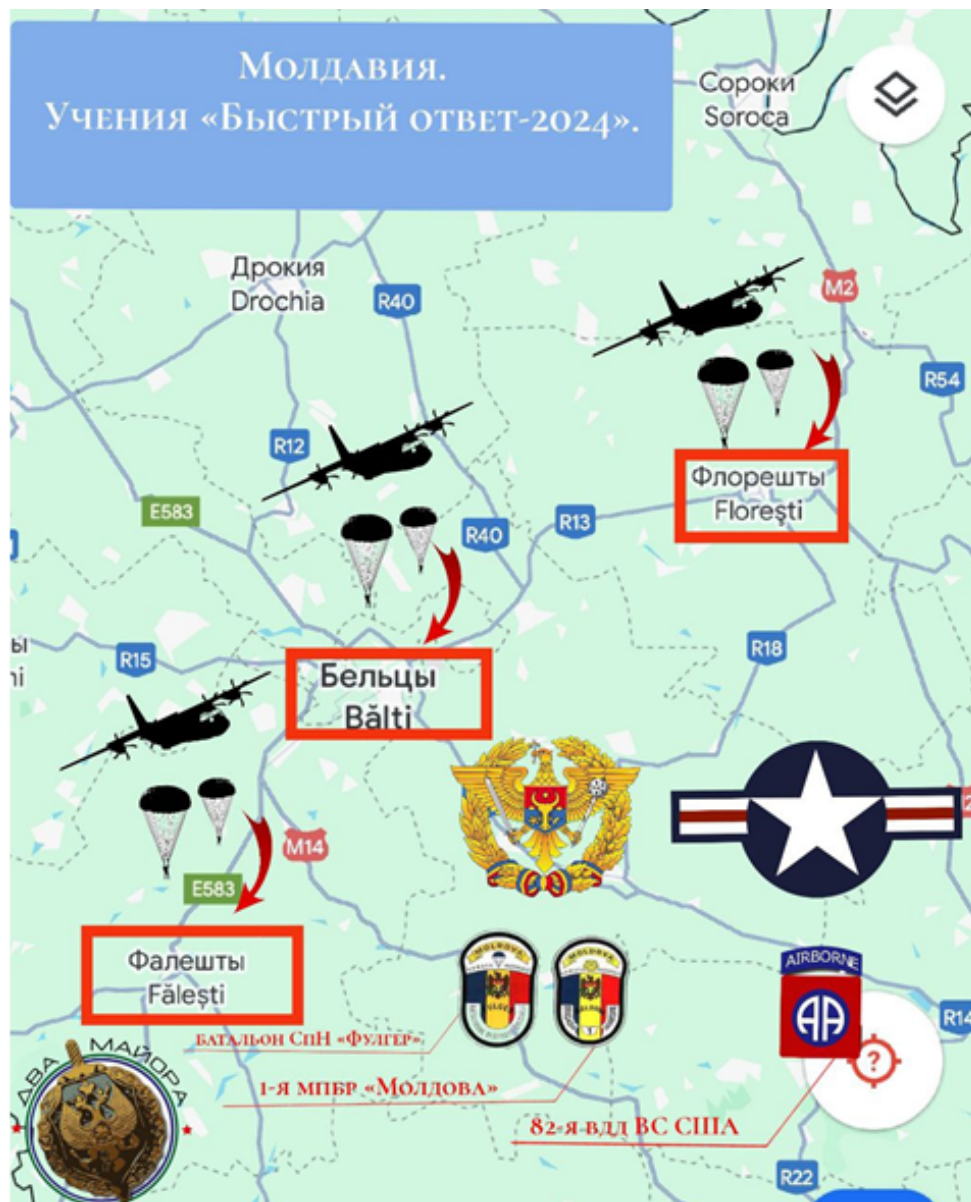 Молдавия.
Учения «Быстрый ответ-2024».
Сороки
Soroca
Дрокия
Drochia
R40
M2
R54
R12
Флорешты
Floreşti
E583
R40
R13
R18
R15
Бельцы
Bălti
M14
E583
Фалешты
Făleşti
MOLDOVA
MOLDOVA
AIRBORNE
AA
R14
?
батальон СпН «Фулгер»
1-я мпбр «Молдова»
82-я вдд ВС США
ДВА МАЙОРА
R22